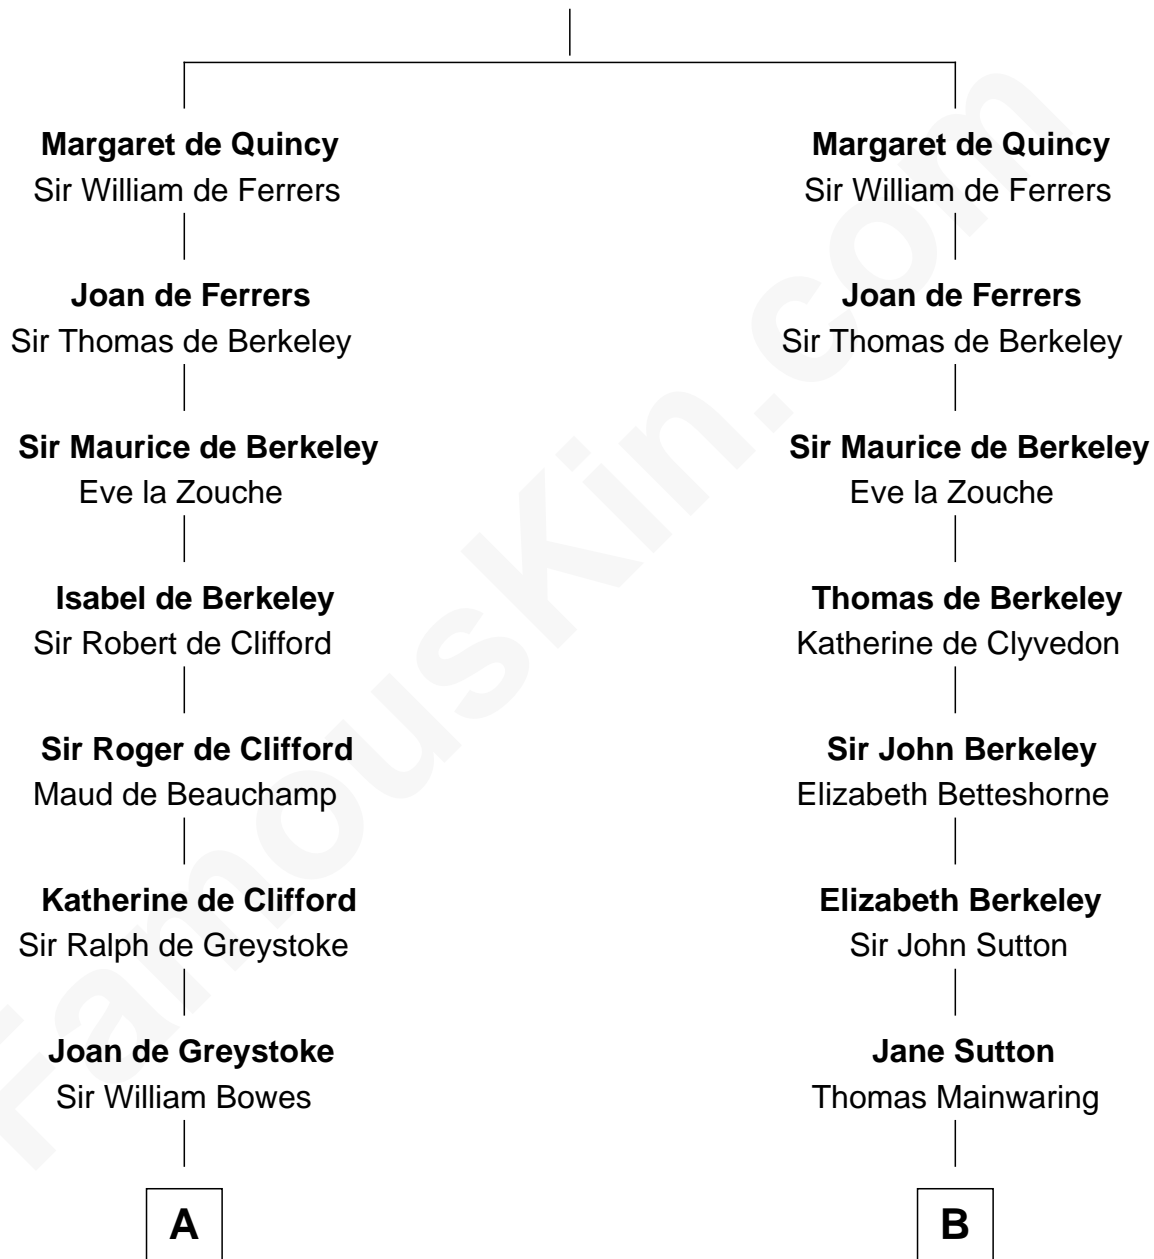 Margaret de Quincy
Sir William de Ferrers
Joan de Ferrers
Sir Thomas de Berkeley
Sir Maurice de Berkeley
Eve la Zouche
Isabel de Berkeley
Sir Robert de Clifford
Sir Roger de Clifford
Maud de Beauchamp
Katherine de Clifford
Sir Ralph de Greystoke
Joan de Greystoke
Sir William Bowes
A
Margaret de Quincy
Sir William de Ferrers
Joan de Ferrers
Sir Thomas de Berkeley
Sir Maurice de Berkeley
Eve la Zouche
Thomas de Berkeley
Katherine de Clyvedon
Sir John Berkeley
Elizabeth Betteshorne
Elizabeth Berkeley
Sir John Sutton
Jane Sutton
Thomas Mainwaring
B
FamousKin.com